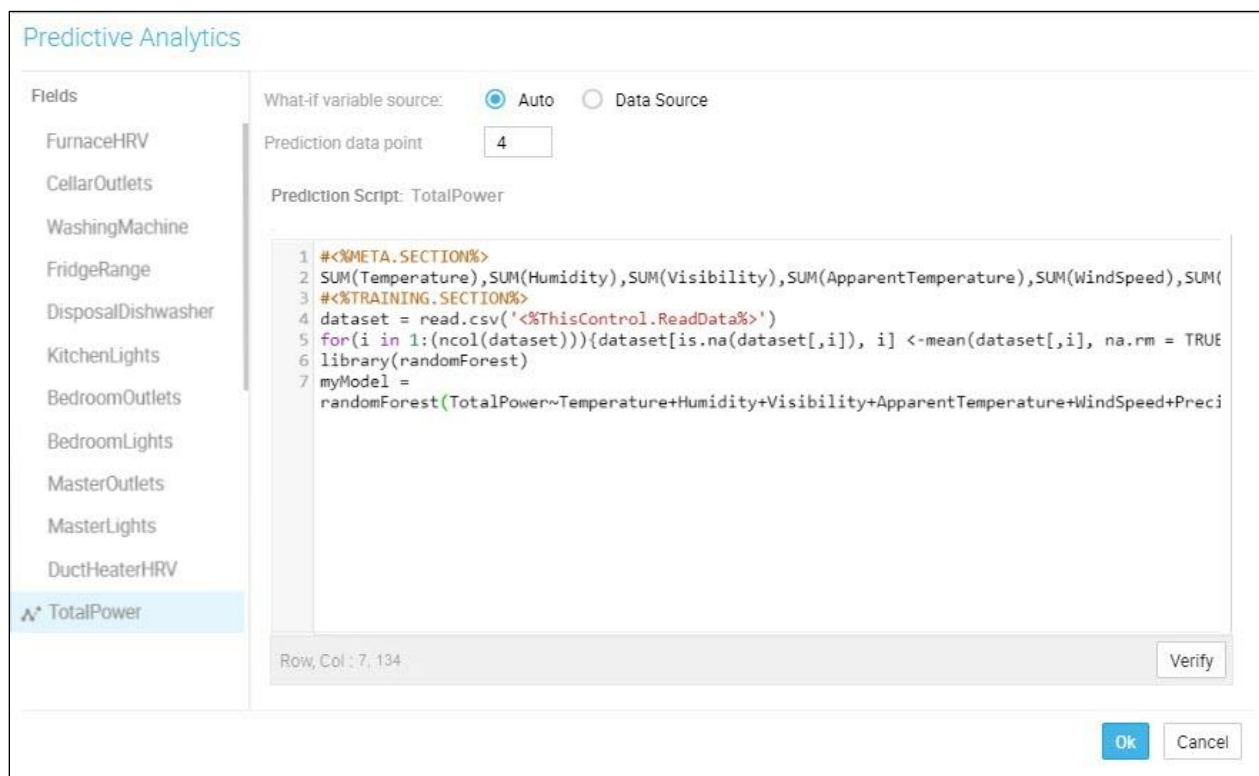 Predictive Analytics
Fields
FurnaceHRV
CellarOutlets
WashingMachine
FridgeRange
DisposalDishwasher
KitchenLights
BedroomOutlets
BedroomLights
MasterOutlets
MasterLights
DuctHeaterHRV
TotalPower
What-if variable source: Auto Data Source
Prediction data point 4
Prediction Script: TotalPower
1 #<%META.SECTION%>
2 SUM(Temperature),SUM(Humidity),SUM(Visibility),SUM(ApparentTemperature),SUM(WindSpeed),SUM(
3 #<%TRAINING.SECTION%>
4 dataset = read.csv('<%ThisControl.ReadData%>')
5 for(i in 1:(ncol(dataset))){dataset[is.na(dataset[,i]), i] <-mean(dataset[,i], na.rm = TRUE
6 library(randomForest)
7 myModel =
randomForest(TotalPower~Temperature+Humidity+Visibility+ApparentTemperature+WindSpeed+Preci
Row, Col : 7, 134
Verify
Ok Cancel